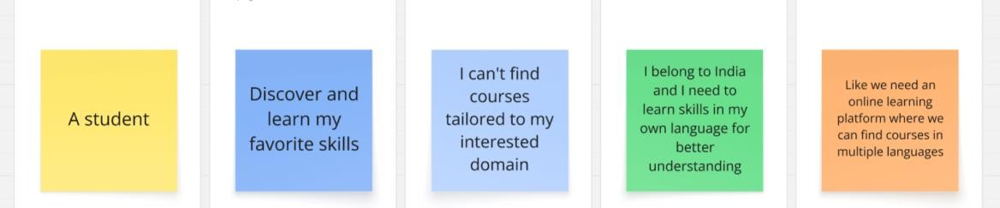 A student
Discover and
learn my
favorite skills
I can't find
courses
tailored to my
interested
domain
I belong to India
and I need to
learn skills in my
own language for
better
understanding
Like we need an
online learning
platform where we
can find courses in
multiple languages